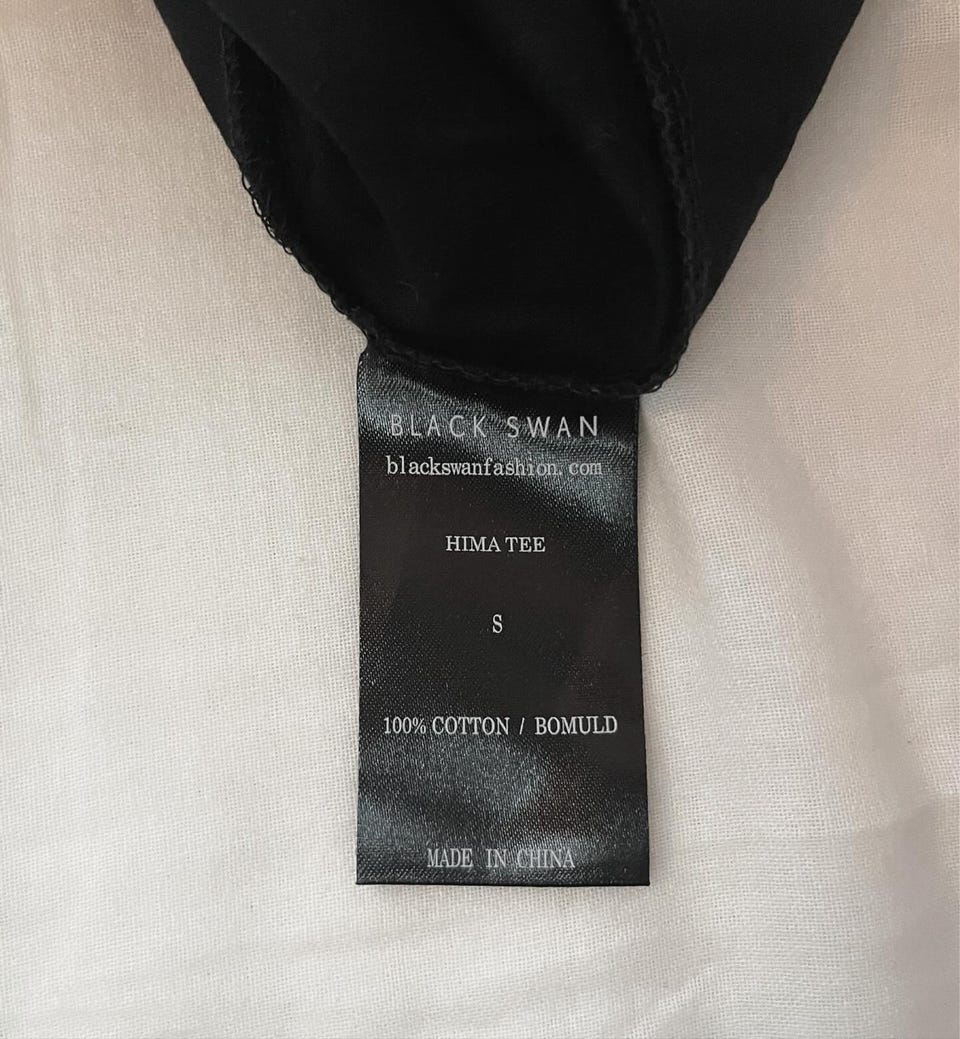 BLACK SWAN
blackswanfashion.com
HIMA TEE
S
100% COTTON / BOMULD
MADE IN CHINA